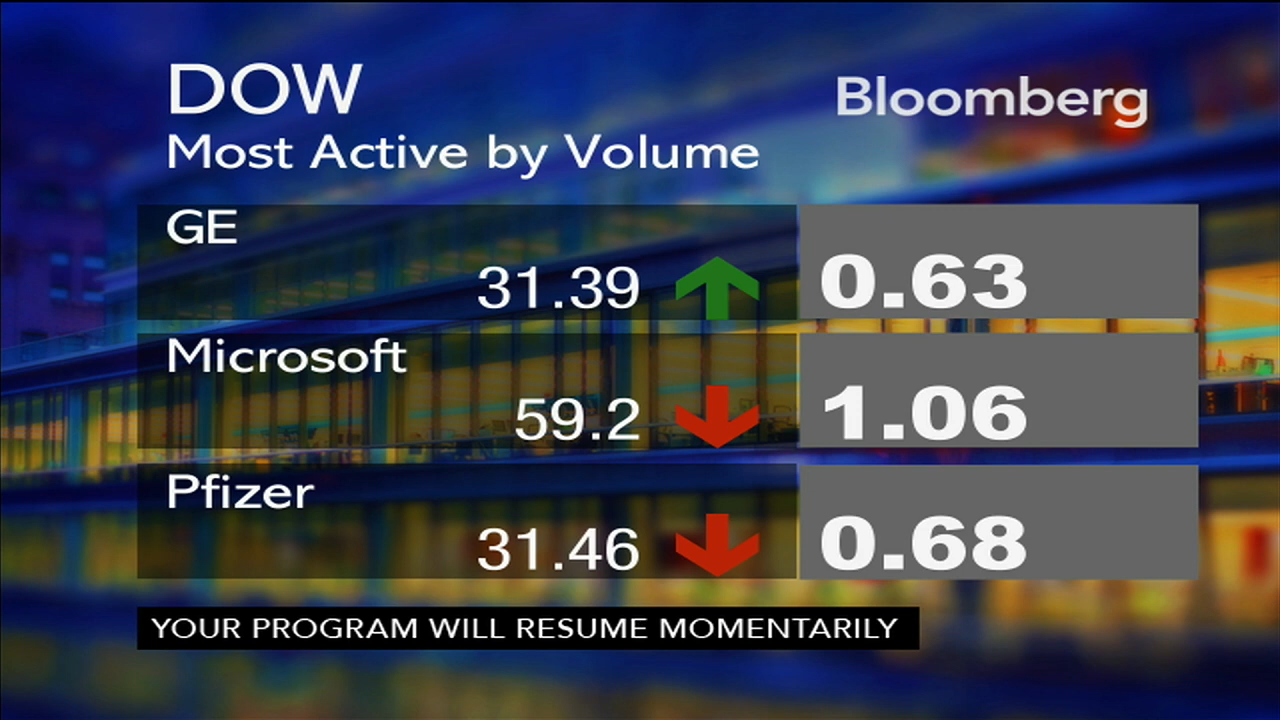 DOW
Bloomberg
Most Active by Volume
GE
31.39 0.63
Microsoft
59.2 1.06
Pfizer
31.46 0.68
YOUR PROGRAM WILL RESUME MOMENTARILY